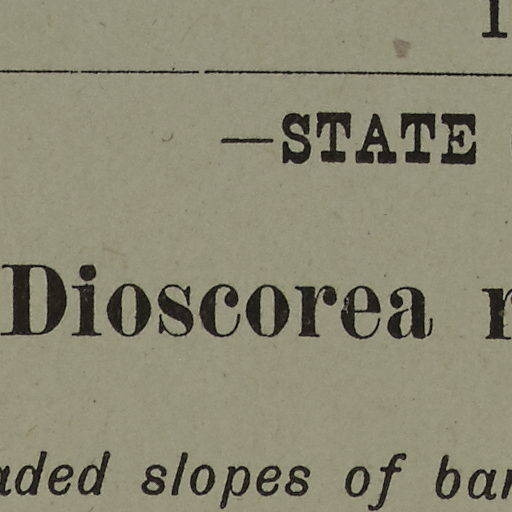 —STATE
Dioscorea
slopes of